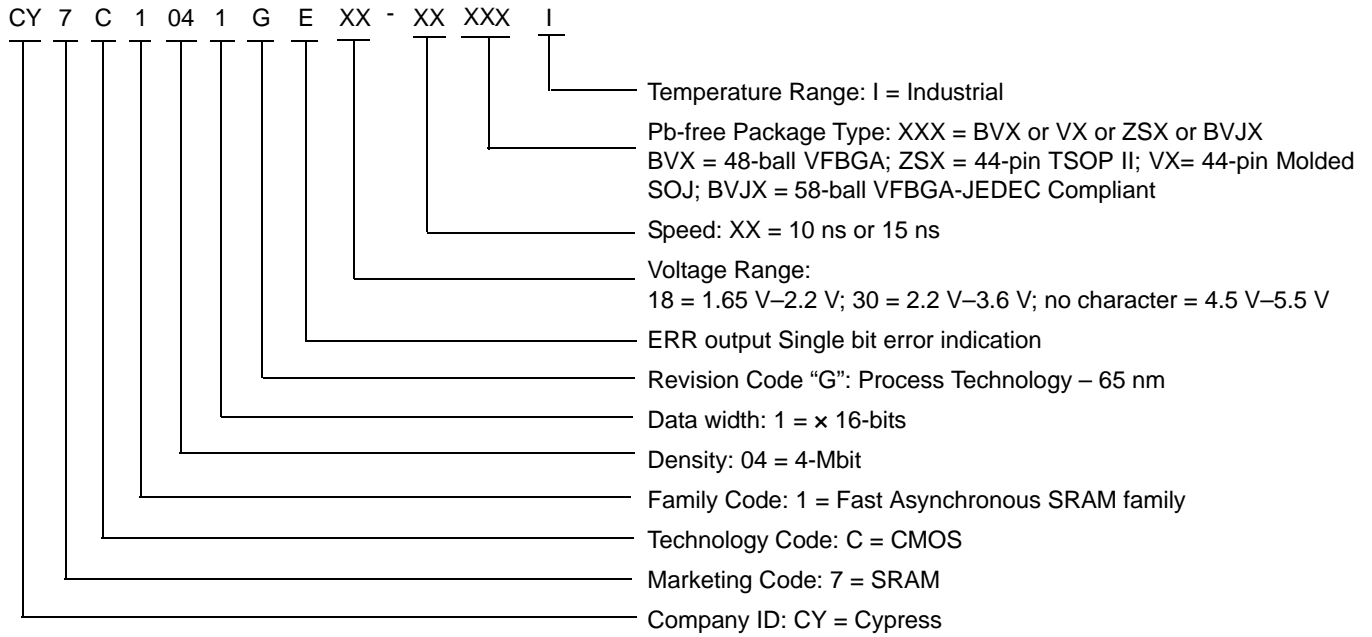 CY 7 C 1 04 1 G E XX - XX XXX I
Temperature Range: I = Industrial
Pb-free Package Type: XXX = BVX or VX or ZSX or BVJX
BVX = 48-ball VFBGA; ZSX = 44-pin TSOP II; VX= 44-pin Molded
SOJ; BVJX = 58-ball VFBGA-JEDEC Compliant
Speed: XX = 10 ns or 15 ns
Voltage Range:
18 = 1.65 V–2.2 V; 30 = 2.2 V–3.6 V; no character = 4.5 V–5.5 V
ERR output Single bit error indication
Revision Code “G”: Process Technology – 65 nm
Data width: 1 = × 16-bits
Density: 04 = 4-Mbit
Family Code: 1 = Fast Asynchronous SRAM family
Technology Code: C = CMOS
Marketing Code: 7 = SRAM
Company ID: CY = Cypress